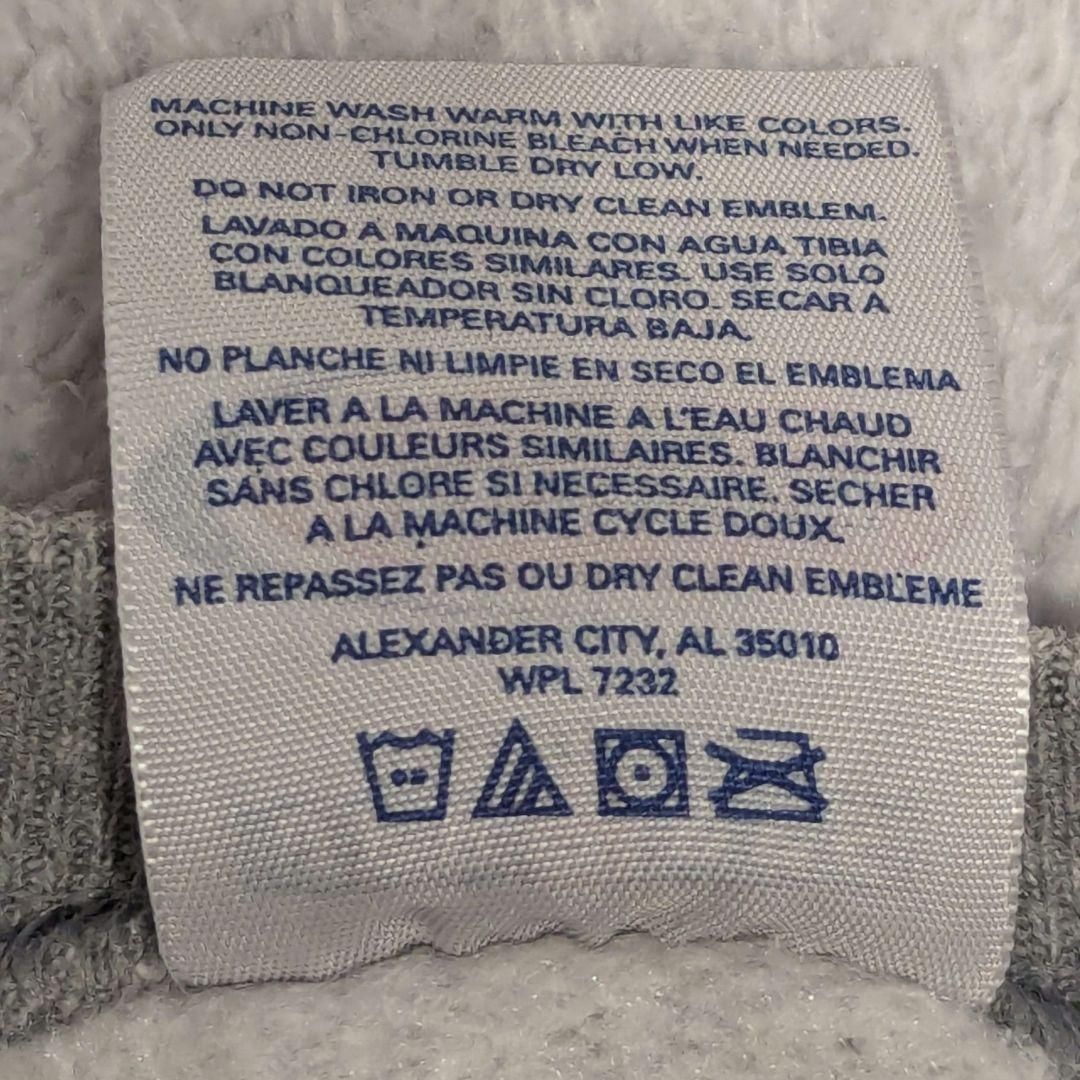 MACHINE WASH WARM WITH LIKE COLORS.
ONLY NON-CHLORINE BLEACH WHEN NEEDED.
TUMBLE DRY LOW.
DO NOT IRON OR DRY CLEAN EMBLEM.
LAVADO A MAQUINA CON AGUA TIBIA
CON COLORES SIMILARES. USE SOLO
BLANQUEADOR SIN CLORO. SECAR A
TEMPERATURA BAJA.
NO PLANCHE NI LIMPIE EN SECO EL EMBLEMA
LAVER A LA MACHINE A L'EAU CHAUD
AVEC COULEURS SIMILAIRES. BLANCHIR
SANS CHLORE SI NECESSAIRE. SECHER
A LA MACHINE CYCLE DOUX.
NE REPASSEZ PAS OU DRY CLEAN EMBLEME
ALEXANDER CITY, AL 35010
WPL 7232